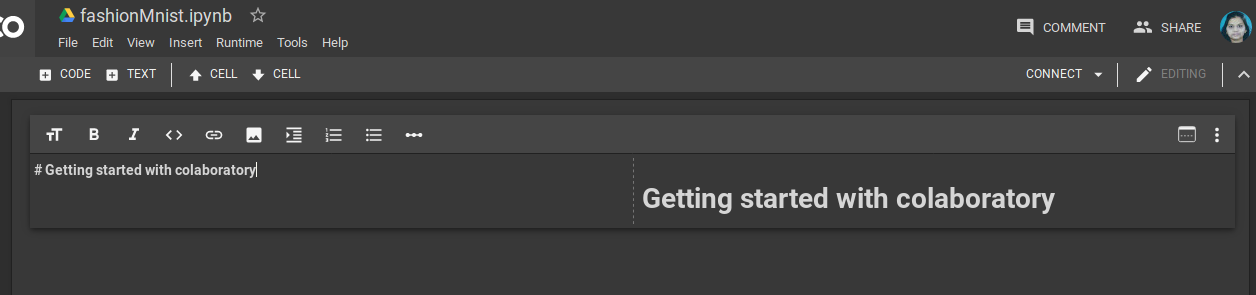 CO
fashionMnist.ipynb
File Edit View Insert Runtime Tools Help
COMMENT SHARE
CODE TEXT CELL CELL
CONNECT EDITING
# Getting started with colaboratory
Getting started with colaboratory